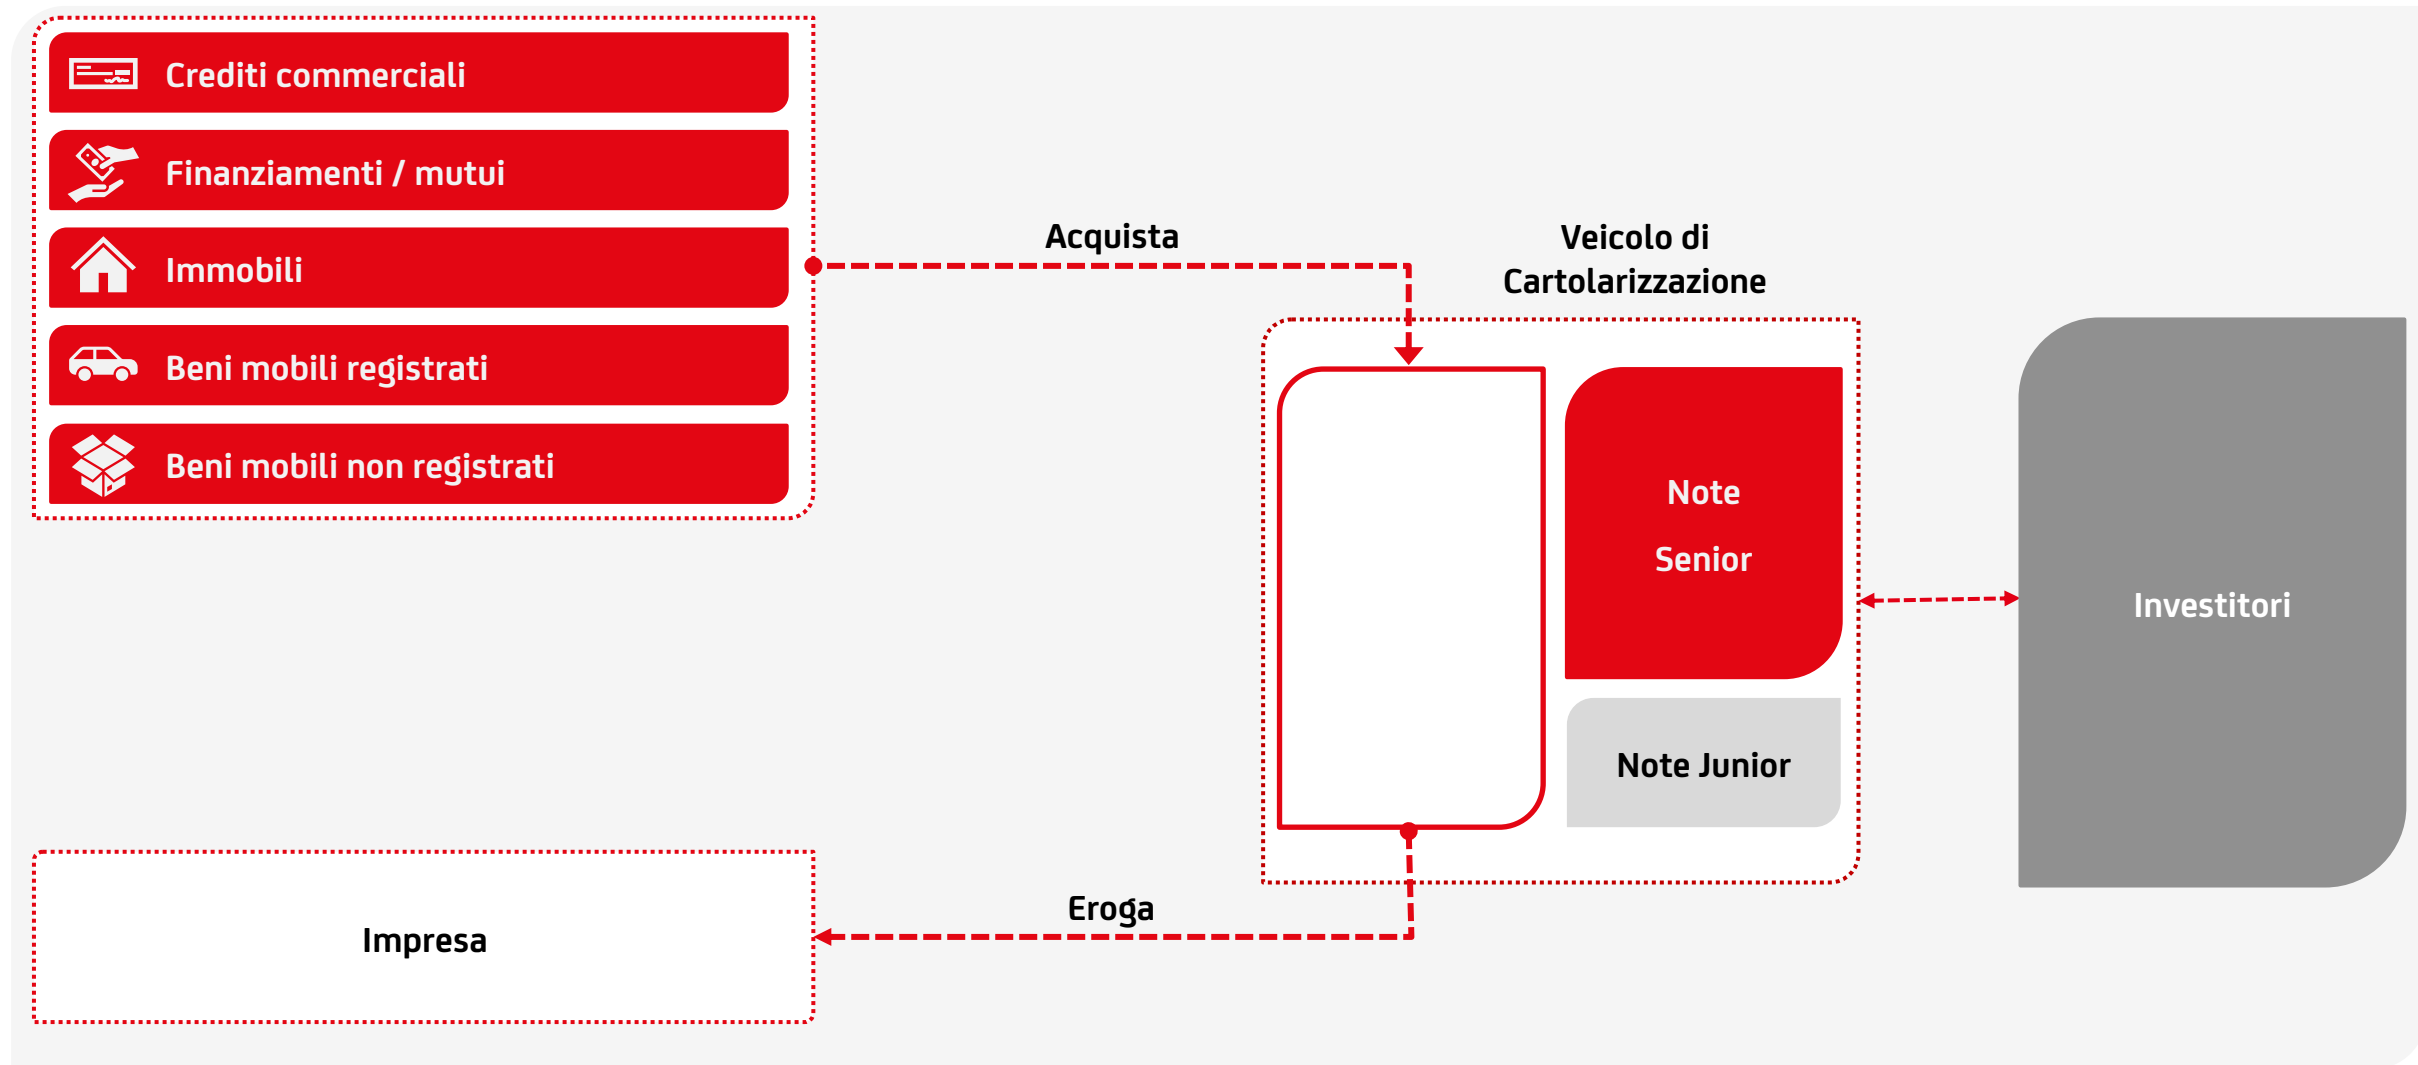 Crediti commerciali
Finanziamenti / mutui
Immobili
Beni mobili registrati
Beni mobili non registrati
Acquista
Veicolo di
Cartolarizzazione
Note
Senior
Note Junior
Investitori
Eroga
Impresa